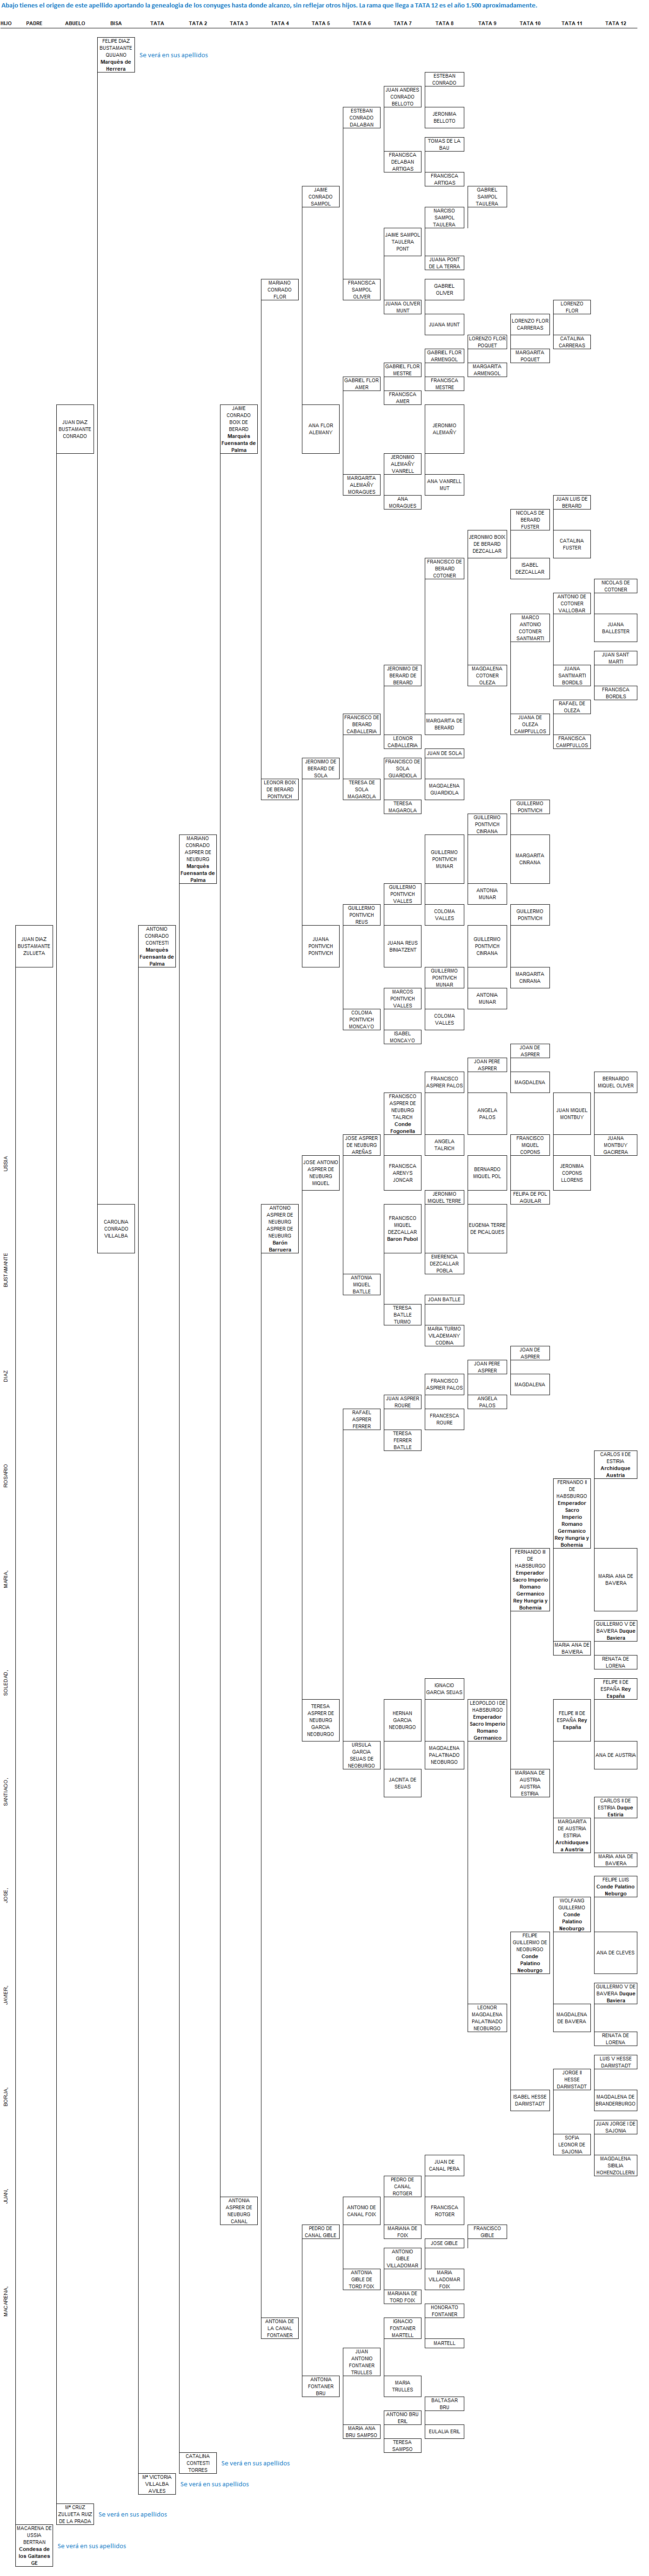 Abajo tienes el origen de este apellido aportando la genealogia de los conyuges hasta donde alcanzo, sin reflejar otros hijos. La rama que llega a TATA 12 es el año 1.500 aproximadamente.
HIJO PADRE ABUELO BISA TATA TATA 2 TATA 3 TATA 4 TATA 5 TATA 6 TATA 7 TATA 8 TATA 9 TATA 10 TATA 11 TATA 12
FELIPE DIAZ
BUSTAMANTE
QUIJANO
Marqués de
Herrera
Se verá en sus apellidos
ESTEBAN
CONRADO
JUAN ANDRES
CONRADO
BELLOTO
ESTEBAN
CONRADO
DALABAN
JERONIMA
BELLOTO
TOMAS DE LA
BAU
FRANCISCA
DELABAN
ARTIGAS
FRANCISCA
ARTIGAS
JAIME
CONRADO
SAMPOL
GABRIEL
SAMPOL
TAULERA
NARCISO
SAMPOL
TAULERA
JAIME SAMPOL
TAULERA
PONT
JUANA PONT
DE LA TERRA
MARIANO
CONRADO
FLOR
FRANCISCA
SAMPOL
OLIVER
GABRIEL
OLIVER
JUANA OLIVER
MUNT
LORENZO
FLOR
JUANA MUNT
LORENZO FLOR
CARRERAS
LORENZO FLOR
POQUET
CATALINA
CARRERAS
GABRIEL FLOR
ARMENGOL
MARGARITA
POQUET
GABRIEL FLOR
MESTRE
MARGARITA
ARMENGOL
GABRIEL FLOR
AMER
FRANCISCA
MESTRE
FRANCISCA
AMER
JUAN DIAZ
BUSTAMANTE
CONRADO
JAIME
CONRADO
BOIX DE
BERARD
Marqués
Fuensanta de
Palma
ANA FLOR
ALEMANY
JERONIMO
ALEMAÑY
JERONIMO
ALEMAÑY
VANRELL
MARGARITA
ALEMAÑY
MORAGUES
ANA VANRELL
MUT
ANA
MORAGUES
JUAN LUIS DE
BERARD
NICOLAS DE
BERARD
FUSTER
JERONIMO BOIX
DE BERARD
DEZCALLAR
CATALINA
FUSTER
FRANCISCO DE
BERARD
COTONER
ISABEL
DEZCALLAR
NICOLAS DE
COTONER
ANTONIO DE
COTONER
VALLOBAR
MARCO
ANTONIO
COTONER
SANTMARTI
JUANA
BALLESTER
JUAN SANT
MARTI
JERONIMO DE
BERARD DE
BERARD
MAGDALENA
COTONER
OLEZA
JUANA
SANTMARTI
BORDILS
FRANCISCA
BORDILS
RAFAEL DE
OLEZA
FRANCISCO DE
BERARD
CABALLERIA
MARGARITA DE
BERARD
JUANA DE
OLEZA
CAMPFULLOS
LEONOR
CABALLERIA
FRANCISCA
CAMPFULLOS
JUAN DE SOLA
JERONIMO DE
BERARD DE
SOLA
FRANCISCO DE
SOLA
GUARDIOLA
LEONOR BOIX
DE BERARD
PONTIVICH
TERESA DE
SOLA
MAGAROLA
MAGDALENA
GUARDIOLA
TERESA
MAGAROLA
GUILLERMO
PONTIVICH
GUILLERMO
PONTIVICH
CINRANA
MARIANO
CONRADO
ASPRER DE
NEUBURG
Marqués
Fuensanta de
Palma
GUILLERMO
PONTIVICH
MUNAR
MARGARITA
CINRANA
GUILLERMO
PONTIVICH
VALLES
ANTONIA
MUNAR
GUILLERMO
PONTIVICH
REUS
COLOMA
VALLES
GUILLERMO
PONTIVICH
JUAN DIAZ
BUSTAMANTE
ZULUETA
ANTONIO
CONRADO
CONTESTI
Marqués
Fuensanta de
Palma
JUANA
PONTVICH
PONTIVICH
JUANA REUS
BINIATZENT
GUILLERMO
PONTIVICH
CINRANA
GUILLERMO
PONTIVICH
MUNAR
MARGARITA
CINRANA
MARCOS
PONTIVICH
VALLES
ANTONIA
MUNAR
COLOMA
PONTIVICH
MONCAYO
COLOMA
VALLES
ISABEL
MONCAYO
JOAN DE
ASPRER
JOAN PERE
ASPRER
FRANCISCO
ASPRER PALOS
MAGDALENA
BERNARDO
MIQUEL OLIVER
FRANCISCO
ASPRER DE
NEUBURG
TALRICH
Conde
Fogonella
ANGELA
PALOS
JUAN MIQUEL
MONTBUY
JOSE ASPRER
DE NEUBURG
AREÑAS
ANGELA
TALRICH
FRANCISCO
MIQUEL
COPONS
JUANA
MONTBUY
GACIRERA
JOSE ANTONIO
ASPRER DE
NEUBURG
MIQUEL
FRANCISCA
ARENYS
JONCAR
BERNARDO
MIQUEL POL
JERONIMA
COPONS
LLORENS
JERONIMO
MIQUEL TERRE
FELIPA DE POL
AGUILAR
CAROLINA
CONRADO
VILLALBA
ANTONIO
ASPRER DE
NEUBURG
ASPRER DE
NEUBURG
Barón
Barruera
FRANCISCO
MIQUEL
DEZCALLAR
Baron Pubol
EUGENIA TERRE
DE PICALQUES
EMERENCIA
DEZCALLAR
POBLA
ANTONIA
MIQUEL
BATLLE
JOAN BATLLE
TERESA
BATLLE
TURMO
MARIA TURMO
VILADEMANY
CODINA
JOAN DE
ASPRER
JOAN PERE
ASPRER
FRANCISCO
ASPRER PALOS
MAGDALENA
JUAN ASPRER
ROURE
ANGELA
PALOS
RAFAEL
ASPRER
FERRER
FRANCESCA
ROURE
TERESA
FERRER
BATLLE
CARLOS II DE
ESTIRIA
Archiduque
Austria
FERNANDO II
DE
HABSBURGO
Emperador
Sacro
Imperio
Romano
Germanico
Rey Hungria y
Bohemia
FERNANDO III
DE
HABSBURGO
Emperador
Sacro Imperio
Romano
Germanico
Rey Hungria y
Bohemia
MARIA ANA DE
BAVIERA
GUILLERMO V DE
BAVIERA Duque
Baviera
MARIA ANA DE
BAVIERA
RENATA DE
LORENA
IGNACIO
GARCIA SEIJAS
FELIPE II DE
ESPAÑA Rey
España
TERESA
ASPRER DE
NEUBURG
GARCIA
NEOBURGO
HERNAN
GARCIA
NEOBURGO
LEOPOLDO I DE
HABSBURGO
Emperador
Sacro Imperio
Romano
Germanico
FELIPE III DE
ESPAÑA Rey
España
URSULA
GARCIA
SEIJAS DE
NEOBURGO
MAGDALENA
PALATINADO
NEOBURGO
ANA DE AUSTRIA
JACINTA DE
SEIJAS
MARIANA DE
AUSTRIA
AUSTRIA
ESTIRIA
CARLOS II DE
ESTIRIA Duque
Estiria
MARGARITA
DE AUSTRIA
ESTIRIA
Archiduques
a Austria
MARIA ANA DE
BAVIERA
FELIPE LUIS
Conde Palatino
Neburgo
WOLFANG
GUILLERMO
Conde
Palatino
Neoburgo
FELIPE
GUILLERMO DE
NEOBURGO
Conde
Palatino
Neoburgo
ANA DE CLEVES
GUILLERMO V DE
BAVIERA Duque
Baviera
LEONOR
MAGDALENA
PALATINADO
NEOBURGO
MAGDALENA
DE BAVIERA
RENATA DE
LORENA
LUIS V HESSE
DARMSTADT
JORGE II
HESSE
DARMSTADT
ISABEL HESSE
DARMSTADT
MAGDALENA DE
BRANDERBURGO
JUAN JORGE I DE
SAJONIA
SOFIA
LEONOR DE
SAJONIA
JUAN DE
CANAL PERA
MAGDALENA
SIBILIA
HOHENZOLLERN
PEDRO DE
CANAL
ROTGER
ANTONIA
ASPRER DE
NEUBURG
CANAL
ANTONIO DE
CANAL FOIX
FRANCISCA
ROTGER
PEDRO DE
CANAL GIBLE
MARIANA DE
FOIX
FRANCISCO
GIBLE
JOSE GIBLE
ANTONIO
GIBLE
VILLADOMAR
ANTONIA
GIBLE DE
TORD FOIX
MARIA
VILLADOMAR
FOIX
MARIANA DE
TORD FOIX
HONORATO
FONTANER
ANTONIA DE
LA CANAL
FONTANER
IGNACIO
FONTANER
MARTELL
MARTELL
JUAN
ANTONIO
FONTANER
TRULLES
ANTONIA
FONTANER
BRU
MARIA
TRULLES
BALTASAR
BRU
ANTONIO BRU
ERIL
MARIA ANA
BRU SAMPSO
EULALIA ERIL
TERESA
SAMPSO
CATALINA
CONTESTI
TORRES
Se verá en sus apellidos
Mª VICTORIA
VILLALBA
AVILES
Se verá en sus apellidos
Mª CRUZ
ZULUETA RUIZ
DE LA PRADA
Se verá en sus apellidos
MACARENA DE
USSIA
BERTRAN
Condesa de
los Gaitanes
GE
Se verá en sus apellidos
MACARENA, JUAN, BORJA, JAVIER, JOSE, SANTIAGO, SOLEDAD, MARIA, ROSARIO DIAZ BUSTAMANTE USSIA